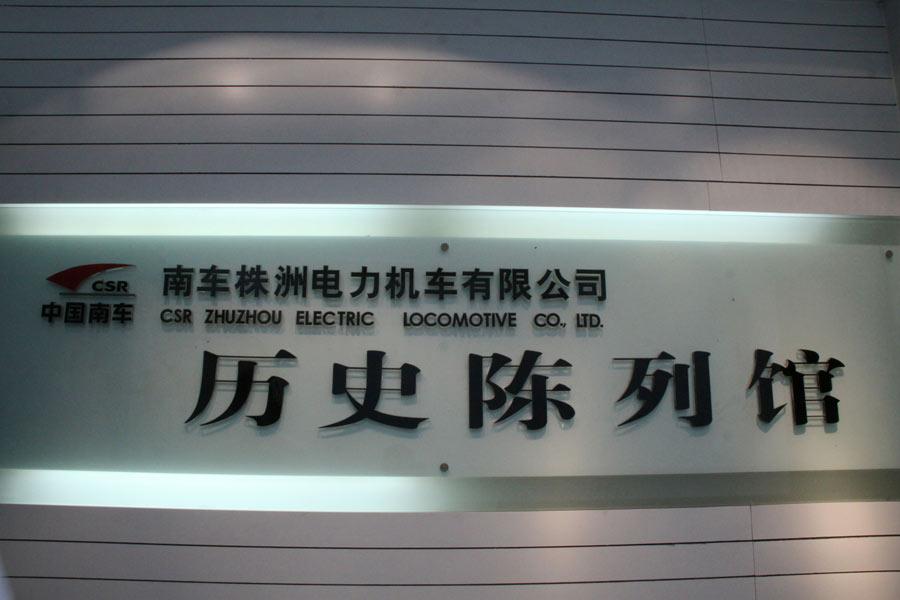 CSR
中国南车
南车株洲电力机车有限公司
CSR ZHUZHOU ELECTRIC LOCOMOTIVE CO., LTD.
历史陈列馆